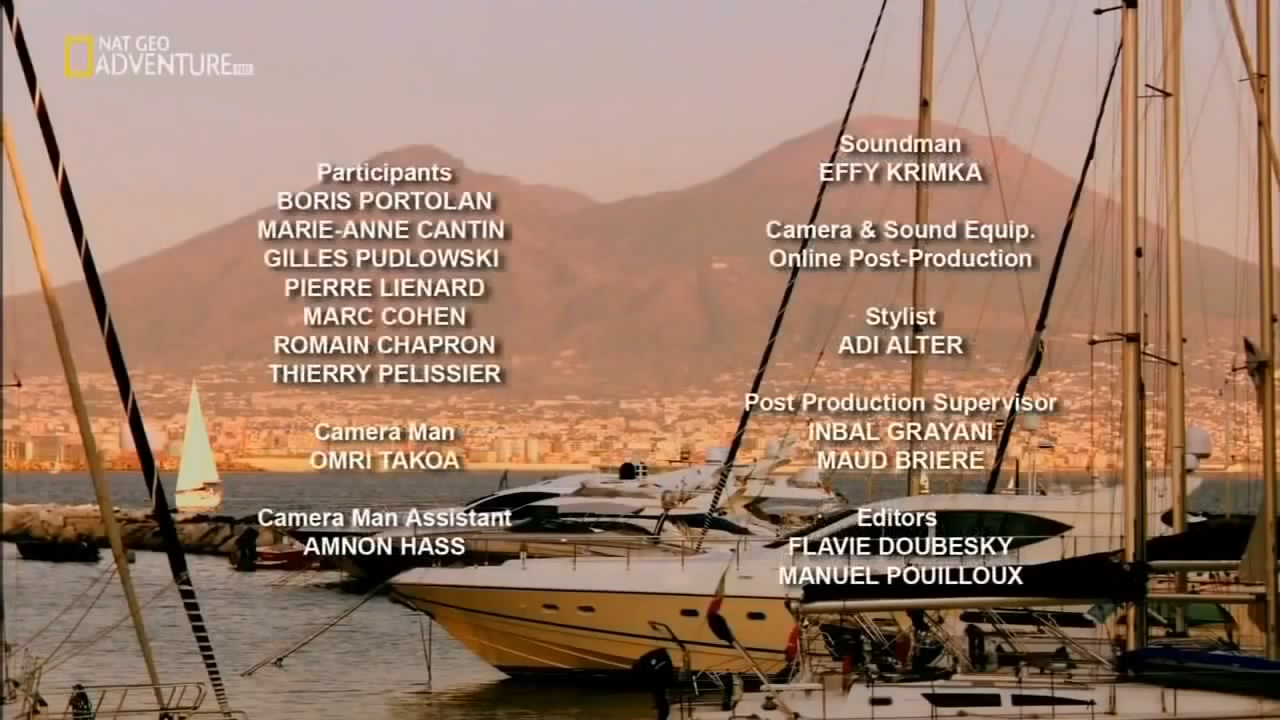 NAT GEO
ADVENTURE
Participants
BORIS PORTOLAN
MARIE-ANNE CANTIN
GILLES PUDLOWSKI
PIERRE LIENARD
MARC COHEN
ROMAIN CHAPRON
THIERRY PELISSIER
Camera Man
OMRI TAKOA
Camera Man Assistant
AMNON HASS
Soundman
EFFY KRIMKA
Camera & Sound Equip.
Online Post-Production
Stylist
ADI ALTER
Post Production Supervisor
INBAL GRAYANI
MAUD BRIERE
Editors
FLAVIE DOUBESKY
MANUEL POUILLOUX